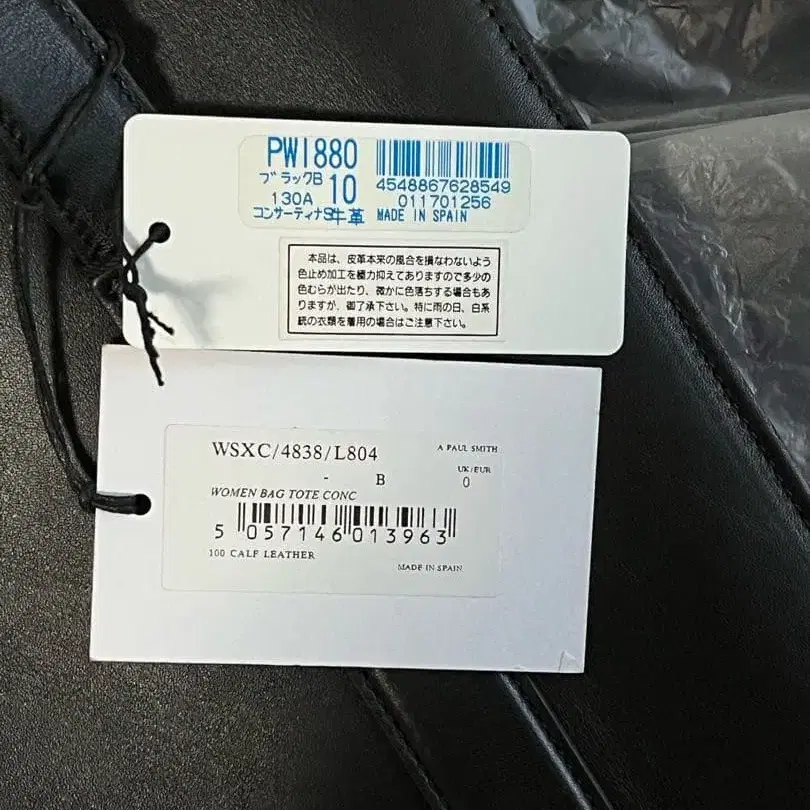 PW1880
ブラックB 10
130A
コンサーティナS牛革 MADE IN SPAIN
4548867628549
011701256
本品は、皮革本来の風合を損なわないよう
色止め加工を極力抑えてありますので多少の
色むらが出たり、微かに色落ちする場合もあ
りますが、御了承下さい。特に雨の日、白系
統の衣類を着用の場合はご注意下さい。
WSXC/4838/L804
A PAUL SMITH
- B
UK/EUR
0
WOMEN BAG TOTE CONC
5 057146 013963
100 CALF LEATHER
MADE IN SPAIN